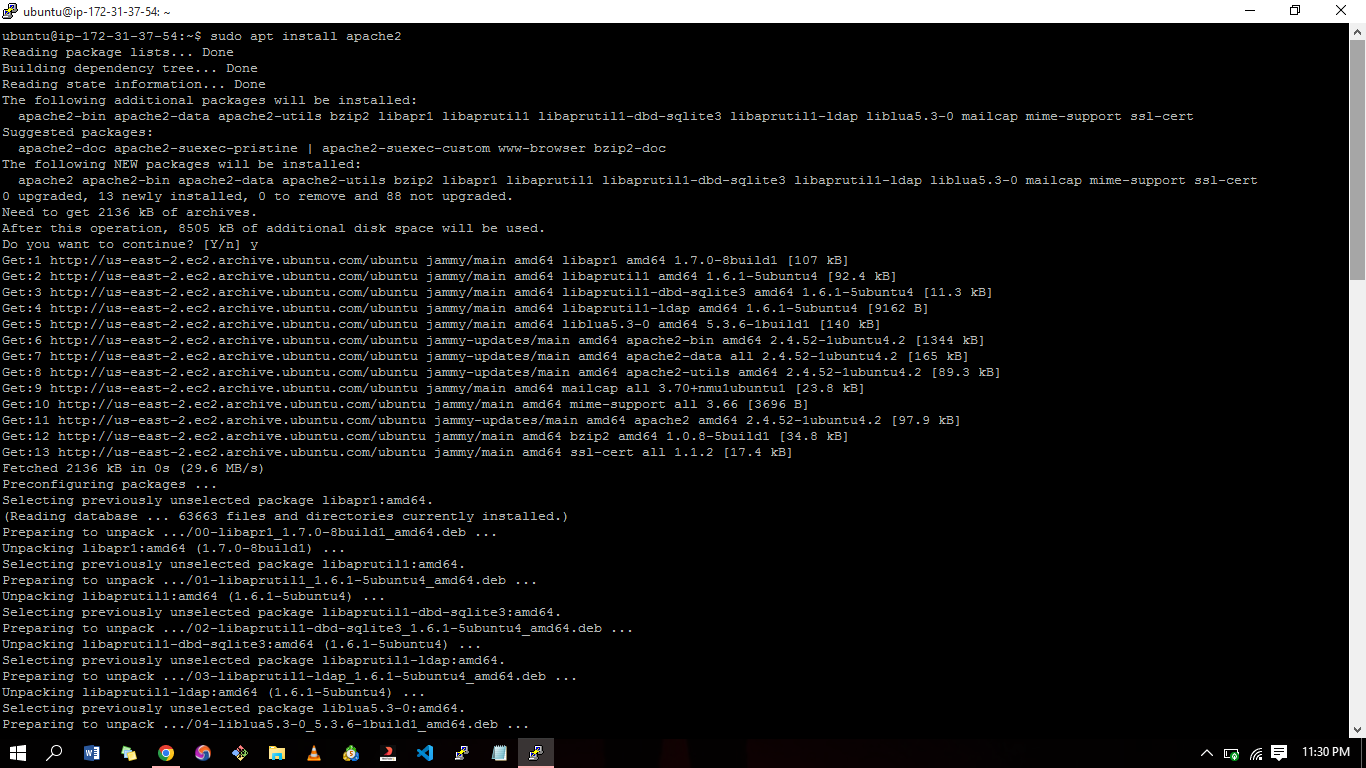 ubuntu@ip-172-31-37-54: ~
ubuntu@ip-172-31-37-54:~$ sudo apt install apache2
Reading package lists... Done
Building dependency tree... Done
Reading state information... Done
The following additional packages will be installed:
  apache2-bin apache2-data apache2-utils bzip2 libapr1 libaprutil1 libaprutil1-dbd-sqlite3 libaprutil1-ldap liblua5.3-0 mailcap mime-support ssl-cert
Suggested packages:
  apache2-doc apache2-suexec-pristine | apache2-suexec-custom www-browser bzip2-doc
The following NEW packages will be installed:
  apache2 apache2-bin apache2-data apache2-utils bzip2 libapr1 libaprutil1 libaprutil1-dbd-sqlite3 libaprutil1-ldap liblua5.3-0 mailcap mime-support ssl-cert
0 upgraded, 13 newly installed, 0 to remove and 88 not upgraded.
Need to get 2136 kB of archives.
After this operation, 8505 kB of additional disk space will be used.
Do you want to continue? [Y/n] y
Get:1 http://us-east-2.ec2.archive.ubuntu.com/ubuntu jammy/main amd64 libapr1 amd64 1.7.0-8build1 [107 kB]
Get:2 http://us-east-2.ec2.archive.ubuntu.com/ubuntu jammy/main amd64 libaprutil1 amd64 1.6.1-5ubuntu4 [92.4 kB]
Get:3 http://us-east-2.ec2.archive.ubuntu.com/ubuntu jammy/main amd64 libaprutil1-dbd-sqlite3 amd64 1.6.1-5ubuntu4 [11.3 kB]
Get:4 http://us-east-2.ec2.archive.ubuntu.com/ubuntu jammy/main amd64 libaprutil1-ldap amd64 1.6.1-5ubuntu4 [9162 B]
Get:5 http://us-east-2.ec2.archive.ubuntu.com/ubuntu jammy/main amd64 liblua5.3-0 amd64 5.3.6-1build1 [140 kB]
Get:6 http://us-east-2.ec2.archive.ubuntu.com/ubuntu jammy-updates/main amd64 apache2-bin amd64 2.4.52-1ubuntu4.2 [1344 kB]
Get:7 http://us-east-2.ec2.archive.ubuntu.com/ubuntu jammy-updates/main amd64 apache2-data all 2.4.52-1ubuntu4.2 [165 kB]
Get:8 http://us-east-2.ec2.archive.ubuntu.com/ubuntu jammy-updates/main amd64 apache2-utils amd64 2.4.52-1ubuntu4.2 [89.3 kB]
Get:9 http://us-east-2.ec2.archive.ubuntu.com/ubuntu jammy/main amd64 mailcap all 3.70+nmu1ubuntu1 [23.8 kB]
Get:10 http://us-east-2.ec2.archive.ubuntu.com/ubuntu jammy/main amd64 mime-support all 3.66 [3696 B]
Get:11 http://us-east-2.ec2.archive.ubuntu.com/ubuntu jammy-updates/main amd64 apache2 amd64 2.4.52-1ubuntu4.2 [97.9 kB]
Get:12 http://us-east-2.ec2.archive.ubuntu.com/ubuntu jammy/main amd64 bzip2 amd64 1.0.8-5build1 [34.8 kB]
Get:13 http://us-east-2.ec2.archive.ubuntu.com/ubuntu jammy/main amd64 ssl-cert all 1.1.2 [17.4 kB]
Fetched 2136 kB in 0s (29.6 MB/s)
Preconfiguring packages ...
Selecting previously unselected package libapr1:amd64.
(Reading database ... 63663 files and directories currently installed.)
Preparing to unpack .../00-libapr1_1.7.0-8build1_amd64.deb ...
Unpacking libapr1:amd64 (1.7.0-8build1) ...
Selecting previously unselected package libaprutil1:amd64.
Preparing to unpack .../01-libaprutil1_1.6.1-5ubuntu4_amd64.deb ...
Unpacking libaprutil1:amd64 (1.6.1-5ubuntu4) ...
Selecting previously unselected package libaprutil1-dbd-sqlite3:amd64.
Preparing to unpack .../02-libaprutil1-dbd-sqlite3_1.6.1-5ubuntu4_amd64.deb ...
Unpacking libaprutil1-dbd-sqlite3:amd64 (1.6.1-5ubuntu4) ...
Selecting previously unselected package libaprutil1-ldap:amd64.
Preparing to unpack .../03-libaprutil1-ldap_1.6.1-5ubuntu4_amd64.deb ...
Unpacking libaprutil1-ldap:amd64 (1.6.1-5ubuntu4) ...
Selecting previously unselected package liblua5.3-0:amd64.
Preparing to unpack .../04-liblua5.3-0_5.3.6-1build1_amd64.deb ...
11:30 PM